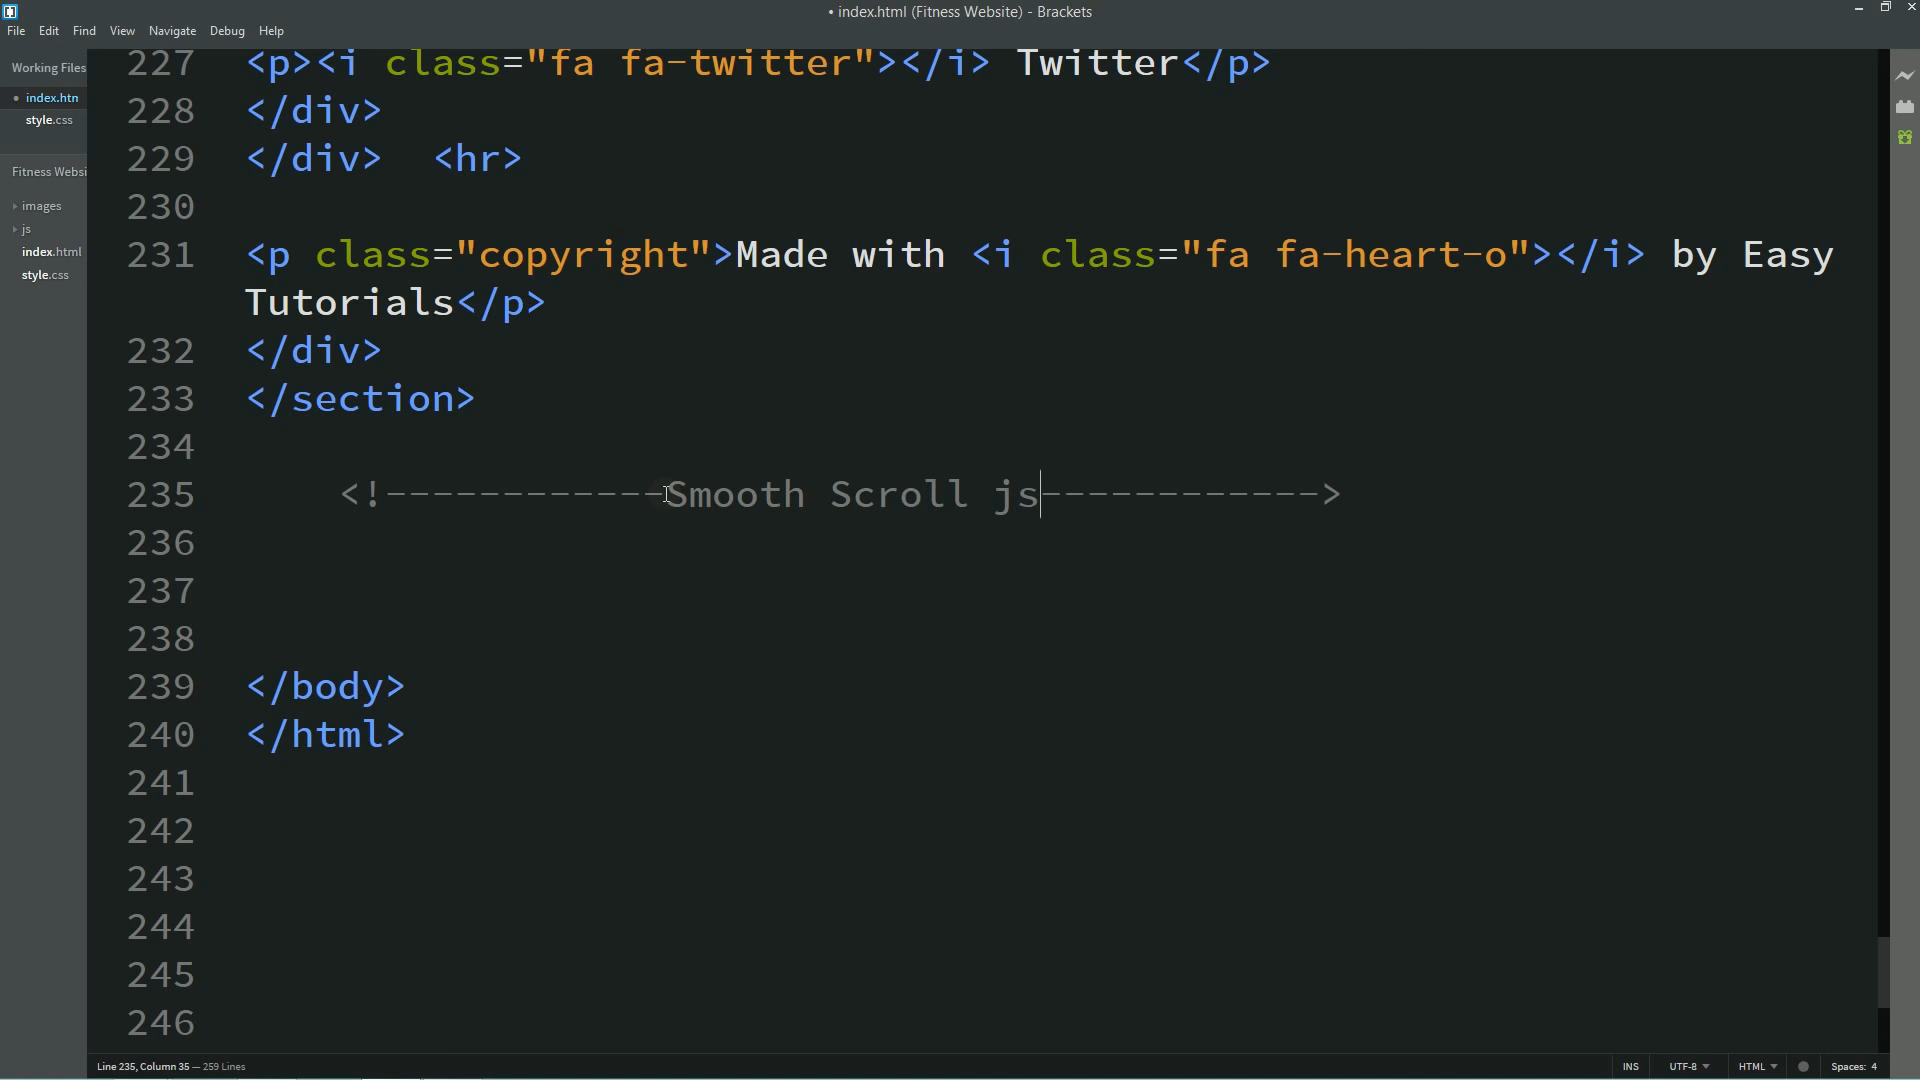 • index.html (Fitness Website) - Brackets
File Edit Find View Navigate Debug Help
Working Files
• index.htn
style.css
Fitness Websi
images
js
index.html
style.css
227 <p><i class="fa fa-twitter"></i> Twitter</p>
228 </div>
229 </div>  <hr>
230
231 <p class="copyright">Made with <i class="fa fa-heart-o"></i> by Easy
Tutorials</p>
232 </div>
233 </section>
234
235     <!------------Smooth Scroll js------------>
236
237
238
239 </body>
240 </html>
241
242
243
244
245
246
Line 235, Column 35 — 259 Lines
INS UTF-8 HTML Spaces: 4